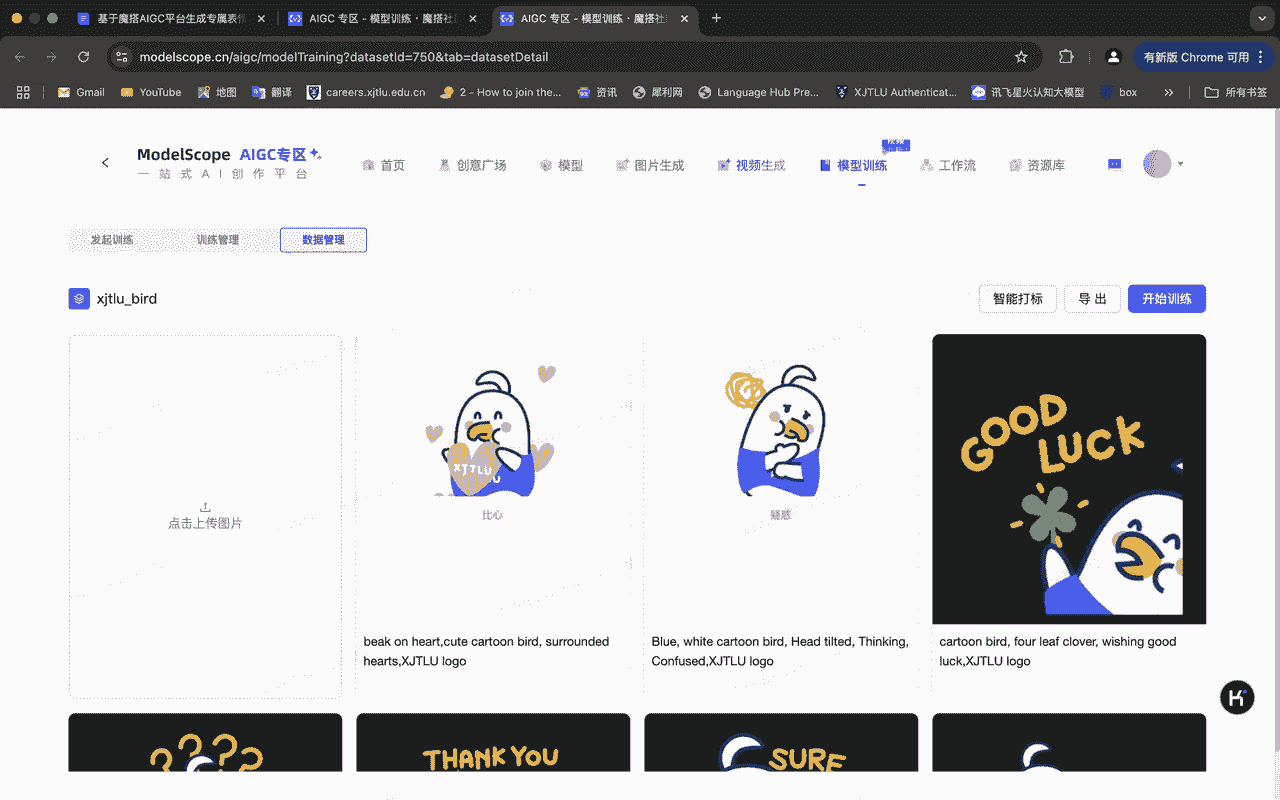 基于魔搭AIGC平台生成专属表情
AIGC 专区 - 模型训练 · 魔搭社区
AIGC 专区 - 模型训练 · 魔搭社区
modelscope.cn/aigc/modelTraining?datasetId=750&tab=datasetDetail
有新版 Chrome 可用
Gmail
YouTube
地图
翻译
careers.xjtlu.edu.cn
2 - How to join the...
资讯
犀利网
Language Hub Pre...
XJTLU Authenticat...
讯飞星火认知大模型
box
»
所有书签
ModelScope AIGC专区
一站式AI创作平台
首页
创意广场
模型
图片生成
视频生成
模型训练
工作流
资源库
发起训练
训练管理
数据管理
xjtlu_bird
智能打标
导 出
开始训练
点击上传图片
XJTLU
比心
疑惑
GOOD
LUCK
beak on heart,cute cartoon bird, surrounded
hearts,XJTLU logo
Blue, white cartoon bird, Head tilted, Thinking,
Confused,XJTLU logo
cartoon bird, four leaf clover, wishing good
luck,XJTLU logo
????
THANK YOU
SURE